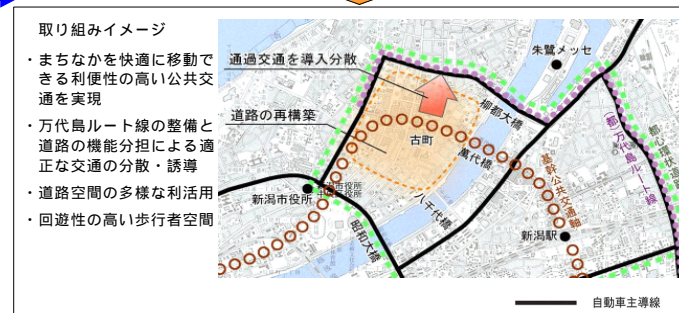 取り組みイメージ
・まちなかを快適に移動で
きる利便性の高い公共交
通を実現
・万代島ルート線の整備と
道路の機能分担による適
正な交通の分散・誘導
・道路空間の多様な利活用
・回遊性の高い歩行者空間
通過交通を導入分散
道路の再構築
朱鷺メッセ
柳都大橋
古町
萬代橋
八千代橋
新潟市役所
昭和大橋
基幹公共交通軸
新潟駅
(都)万代島ルート線
都心環状道路
自動車主導線